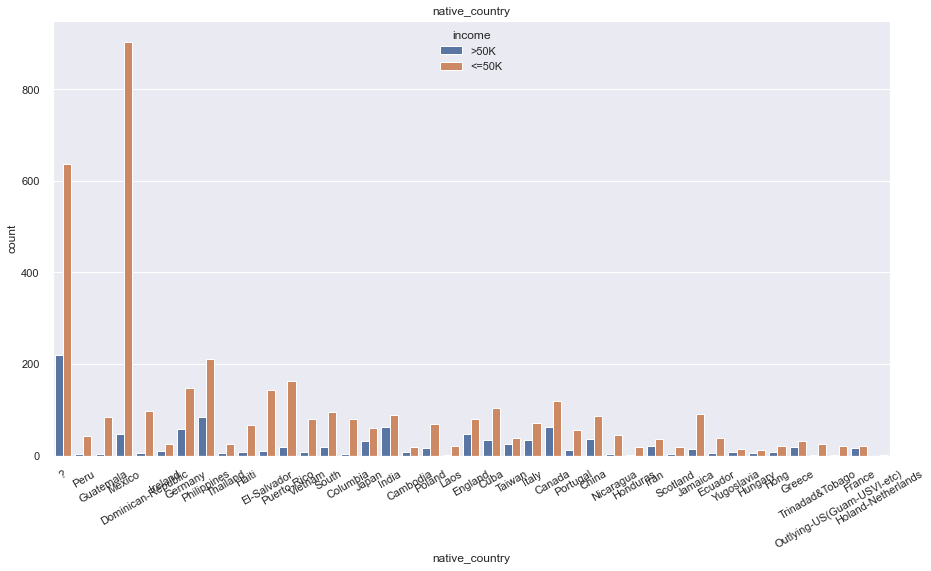 native_country
income
>50K
<=50K
800
600
400
200
0
count
?
Peru
Guatemala
Mexico
Dominican-Republic
Ireland
Germany
Philippines
Thailand
Haiti
El-Salvador
Puerto-Rico
Vietnam
South
Columbia
Japan
India
Cambodia
Poland
Laos
England
Cuba
Taiwan
Italy
Canada
Portugal
China
Nicaragua
Honduras
Iran
Scotland
Jamaica
Ecuador
Yugoslavia
Hungary
Hong
Greece
Trinadad&Tobago
Outlying-US(Guam-USVI-etc)
France
Holand-Netherlands
native_country